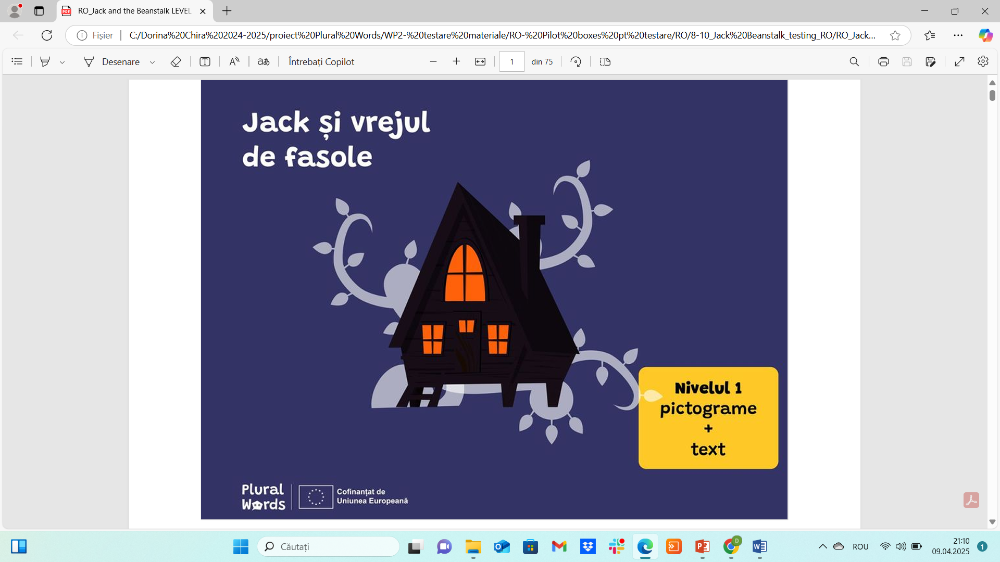 RO_Jack and the Beanstalk LEVEL
Fișier
C:/Dorina%20Chira%202024-2025/proiect%20Plural%20Words/WP2-%20testare%20materiale/RO-%20Pilot%20boxes%20pt%20testare/RO/8-10_Jack%20Beanstalk_testing_RO/RO_Jack...
Desenare
aあ
Întrebați Copilot
1
din 75
Jack și vrejul
de fasole
Nivelul 1
pictograme
+
text
Plural
Words
Cofinanțat de
Uniunea Europeană
Căutați
D
ROU
21:10
09.04.2025
1